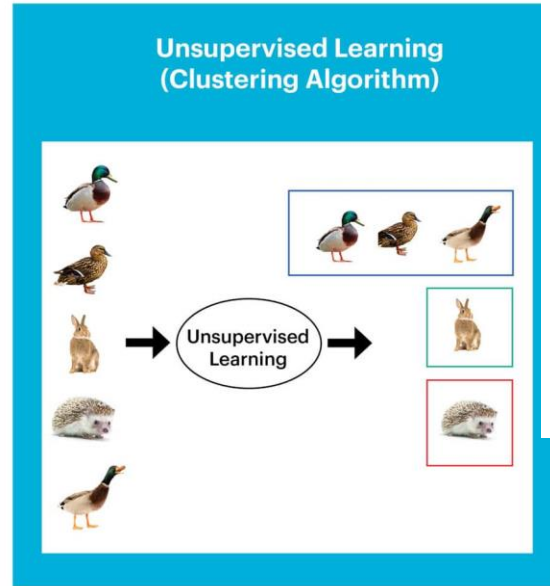 Unsupervised Learning
(Clustering Algorithm)
Unsupervised
Learning